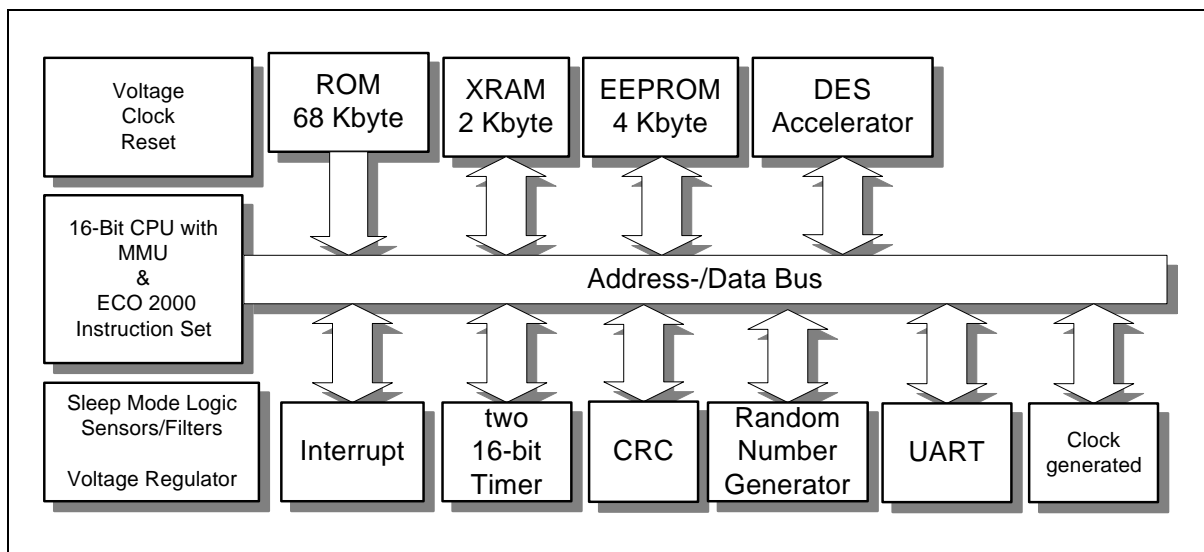 Voltage
Clock
Reset
ROM
68 Kbyte
XRAM
2 Kbyte
EEPROM
4 Kbyte
DES
Accelerator
16-Bit CPU with
MMU
&
ECO 2000
Instruction Set
Address-/Data Bus
Sleep Mode Logic
Sensors/Filters
Voltage Regulator
Interrupt
two
16-bit
Timer
CRC
Random
Number
Generator
UART
Clock
generated